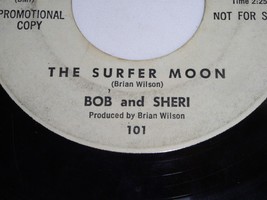 (BMI)
Time 2:25
PROMOTIONAL
COPY
NOT FOR S
THE SURFER MOON
(Brian Wilson)
BOB and SHERI
Produced by Brian Wilson
101